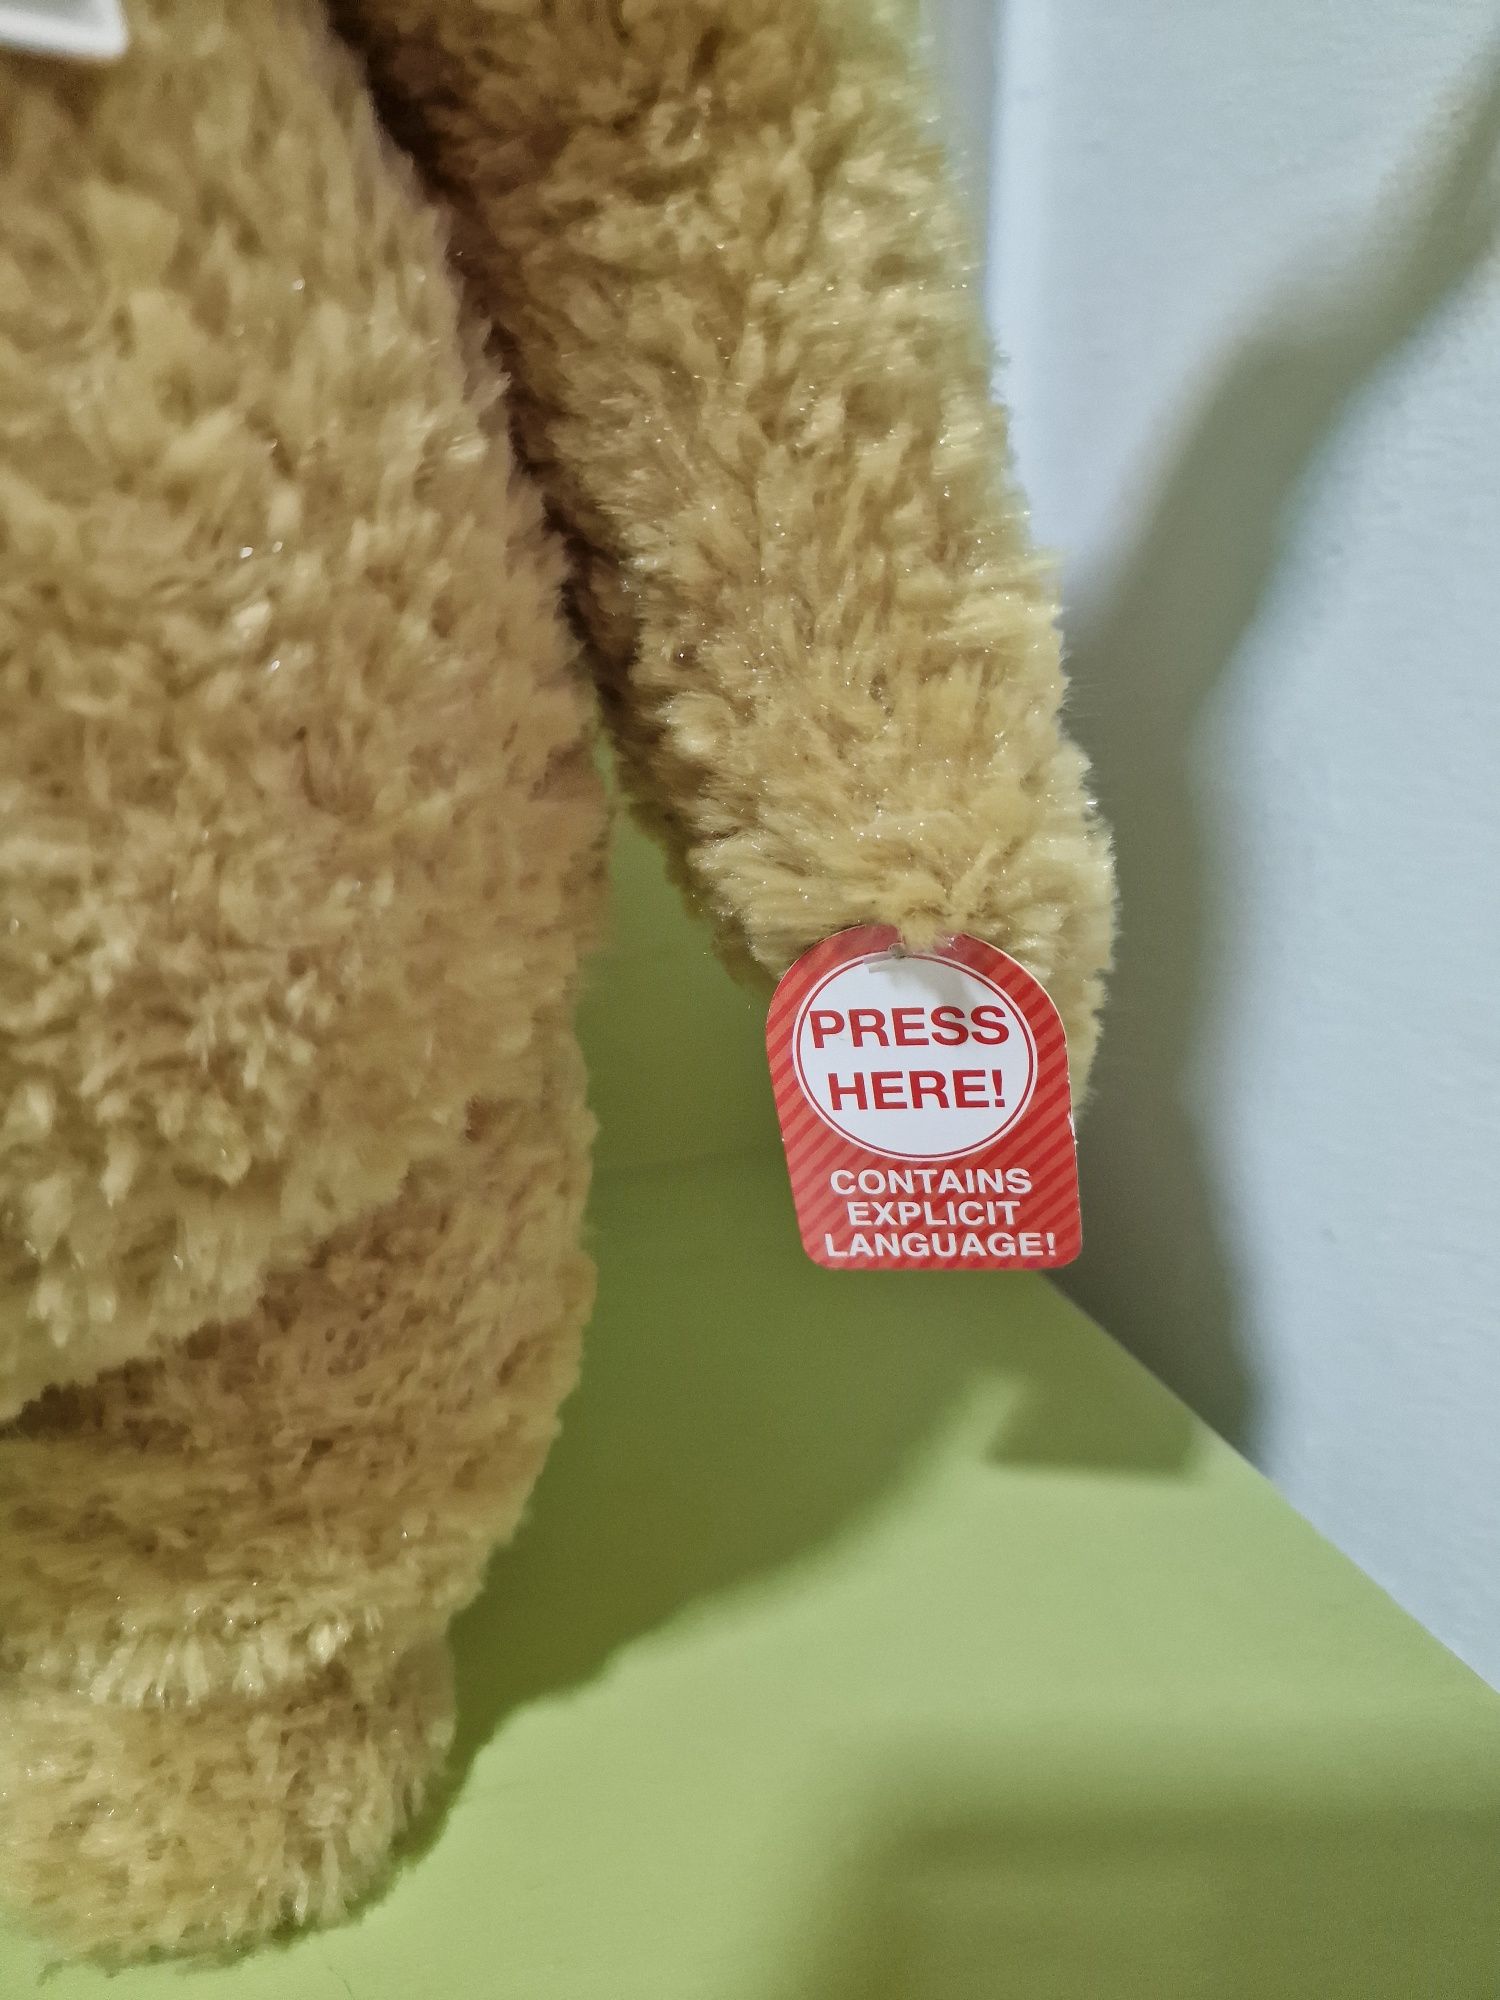 PRESS
HERE!
CONTAINS
EXPLICIT
LANGUAGE!